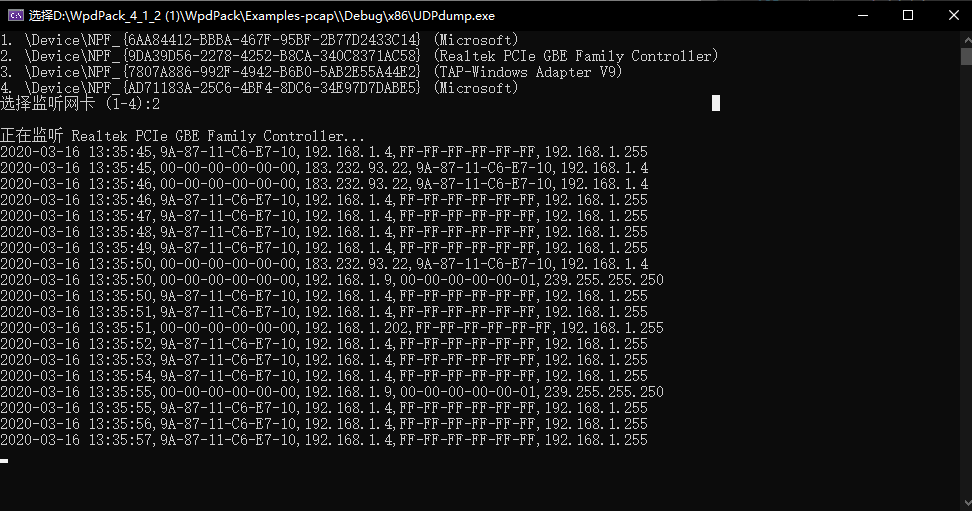 选择D:\WpdPack_4_1_2 (1)\WpdPack\Examples-pcap\\Debug\x86\UDPdump.exe
1. \Device\NPF_{6AA84412-BBBA-467F-95BF-2B77D2433C14} (Microsoft)
2. \Device\NPF_{9DA39D56-2278-4252-B8CA-340C8371AC58} (Realtek PCIe GBE Family Controller)
3. \Device\NPF_{7807A886-992F-4942-B6B0-5AB2E55A44E2} (TAP-Windows Adapter V9)
4. \Device\NPF_{AD71183A-25C6-4BF4-8DC6-34E97D7DABE5} (Microsoft)
选择监听网卡 (1-4):2
正在监听 Realtek PCIe GBE Family Controller...
2020-03-16 13:35:45,9A-87-11-C6-E7-10,192.168.1.4,FF-FF-FF-FF-FF-FF,192.168.1.255
2020-03-16 13:35:45,00-00-00-00-00-00,183.232.93.22,9A-87-11-C6-E7-10,192.168.1.4
2020-03-16 13:35:46,00-00-00-00-00-00,183.232.93.22,9A-87-11-C6-E7-10,192.168.1.4
2020-03-16 13:35:46,9A-87-11-C6-E7-10,192.168.1.4,FF-FF-FF-FF-FF-FF,192.168.1.255
2020-03-16 13:35:47,9A-87-11-C6-E7-10,192.168.1.4,FF-FF-FF-FF-FF-FF,192.168.1.255
2020-03-16 13:35:48,9A-87-11-C6-E7-10,192.168.1.4,FF-FF-FF-FF-FF-FF,192.168.1.255
2020-03-16 13:35:49,9A-87-11-C6-E7-10,192.168.1.4,FF-FF-FF-FF-FF-FF,192.168.1.255
2020-03-16 13:35:50,00-00-00-00-00-00,183.232.93.22,9A-87-11-C6-E7-10,192.168.1.4
2020-03-16 13:35:50,00-00-00-00-00-00,192.168.1.9,00-00-00-00-00-01,239.255.255.250
2020-03-16 13:35:50,9A-87-11-C6-E7-10,192.168.1.4,FF-FF-FF-FF-FF-FF,192.168.1.255
2020-03-16 13:35:51,9A-87-11-C6-E7-10,192.168.1.4,FF-FF-FF-FF-FF-FF,192.168.1.255
2020-03-16 13:35:51,00-00-00-00-00-00,192.168.1.202,FF-FF-FF-FF-FF-FF,192.168.1.255
2020-03-16 13:35:52,9A-87-11-C6-E7-10,192.168.1.4,FF-FF-FF-FF-FF-FF,192.168.1.255
2020-03-16 13:35:53,9A-87-11-C6-E7-10,192.168.1.4,FF-FF-FF-FF-FF-FF,192.168.1.255
2020-03-16 13:35:54,9A-87-11-C6-E7-10,192.168.1.4,FF-FF-FF-FF-FF-FF,192.168.1.255
2020-03-16 13:35:55,00-00-00-00-00-00,192.168.1.9,00-00-00-00-00-01,239.255.255.250
2020-03-16 13:35:55,9A-87-11-C6-E7-10,192.168.1.4,FF-FF-FF-FF-FF-FF,192.168.1.255
2020-03-16 13:35:56,9A-87-11-C6-E7-10,192.168.1.4,FF-FF-FF-FF-FF-FF,192.168.1.255
2020-03-16 13:35:57,9A-87-11-C6-E7-10,192.168.1.4,FF-FF-FF-FF-FF-FF,192.168.1.255